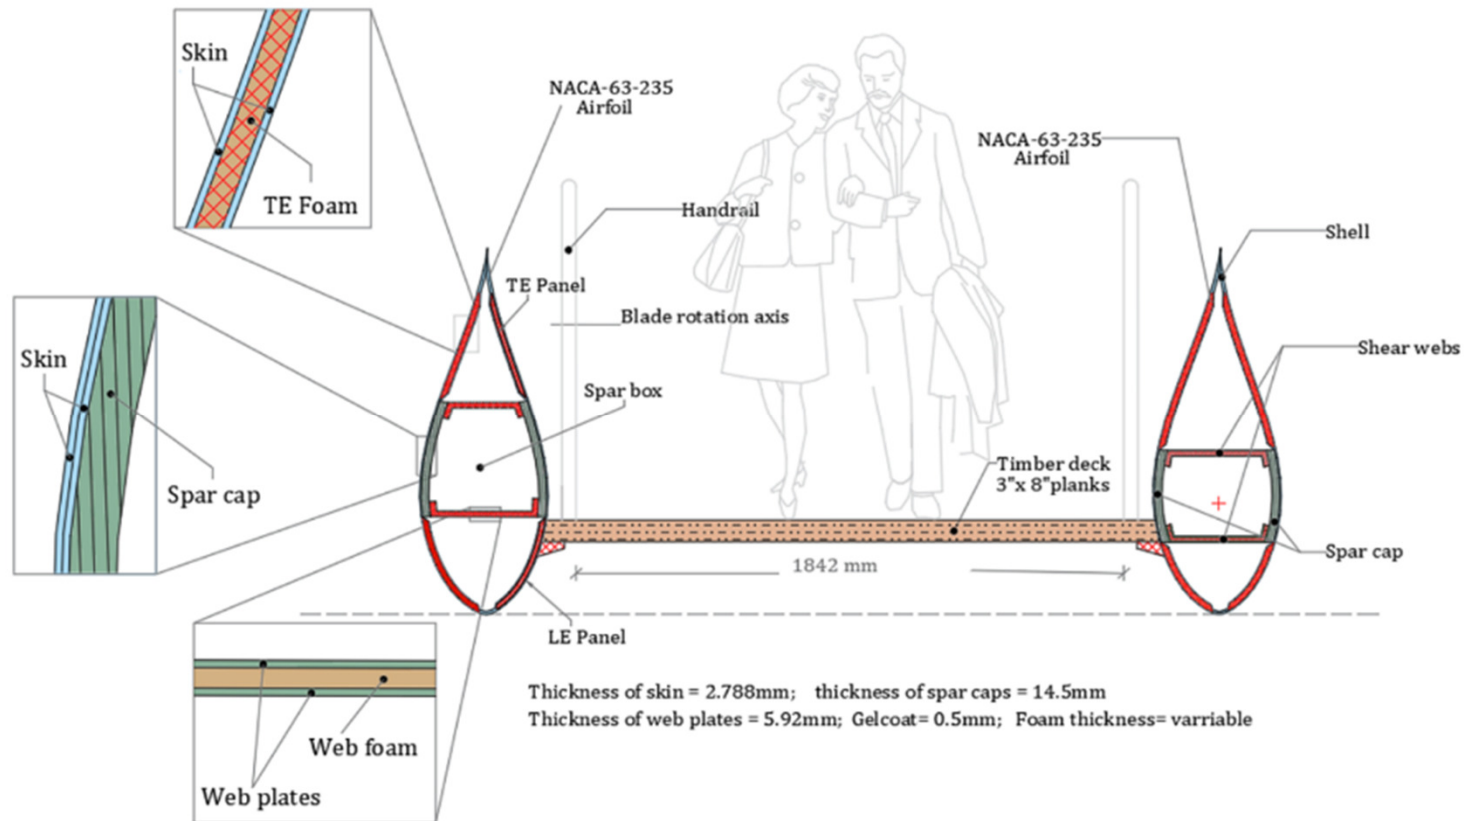 Skin
TE Foam
NACA-63-235
Airfoil
NACA-63-235
Airfoil
Handrail
Shell
TE Panel
Blade rotation axis
Skin
Spar cap
Spar box
Shear webs
Timber deck
3"x 8"planks
Spar cap
1842 mm
LE Panel
Web foam
Web plates
Thickness of skin = 2.788mm; thickness of spar caps = 14.5mm
Thickness of web plates = 5.92mm; Gelcoat= 0.5mm; Foam thickness= varriable